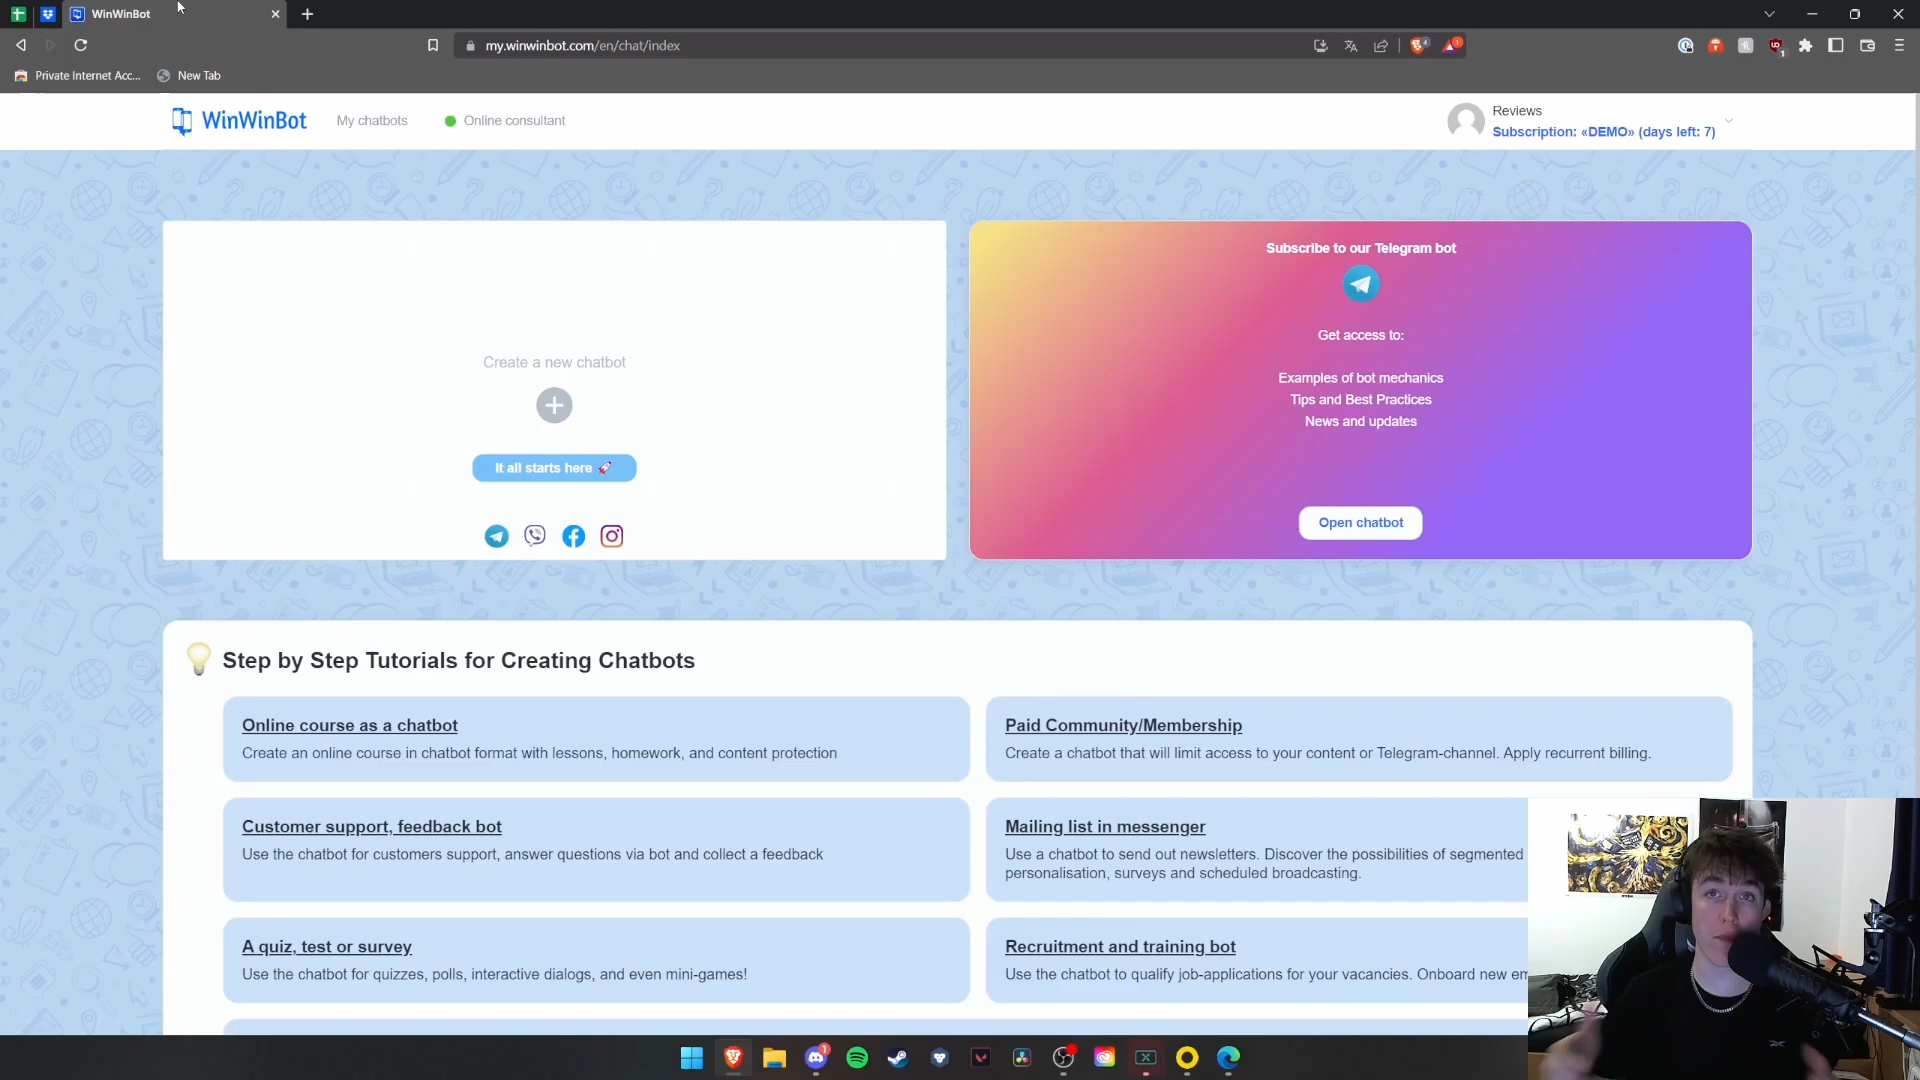 WinWinBot
my.winwinbot.com/en/chat/index
Private Internet Acc...
New Tab
WinWinBot
My chatbots
Online consultant
Reviews
Subscription: «DEMO» (days left: 7)
Create a new chatbot
It all starts here
Subscribe to our Telegram bot
Get access to:
Examples of bot mechanics
Tips and Best Practices
News and updates
Open chatbot
Step by Step Tutorials for Creating Chatbots
Online course as a chatbot
Create an online course in chatbot format with lessons, homework, and content protection
Paid Community/Membership
Create a chatbot that will limit access to your content or Telegram-channel. Apply recurrent billing.
Customer support, feedback bot
Use the chatbot for customers support, answer questions via bot and collect a feedback
Mailing list in messenger
Use a chatbot to send out newsletters. Discover the possibilities of segmented
personalisation, surveys and scheduled broadcasting.
A quiz, test or survey
Use the chatbot for quizzes, polls, interactive dialogs, and even mini-games!
Recruitment and training bot
Use the chatbot to qualify job-applications for your vacancies. Onboard new em